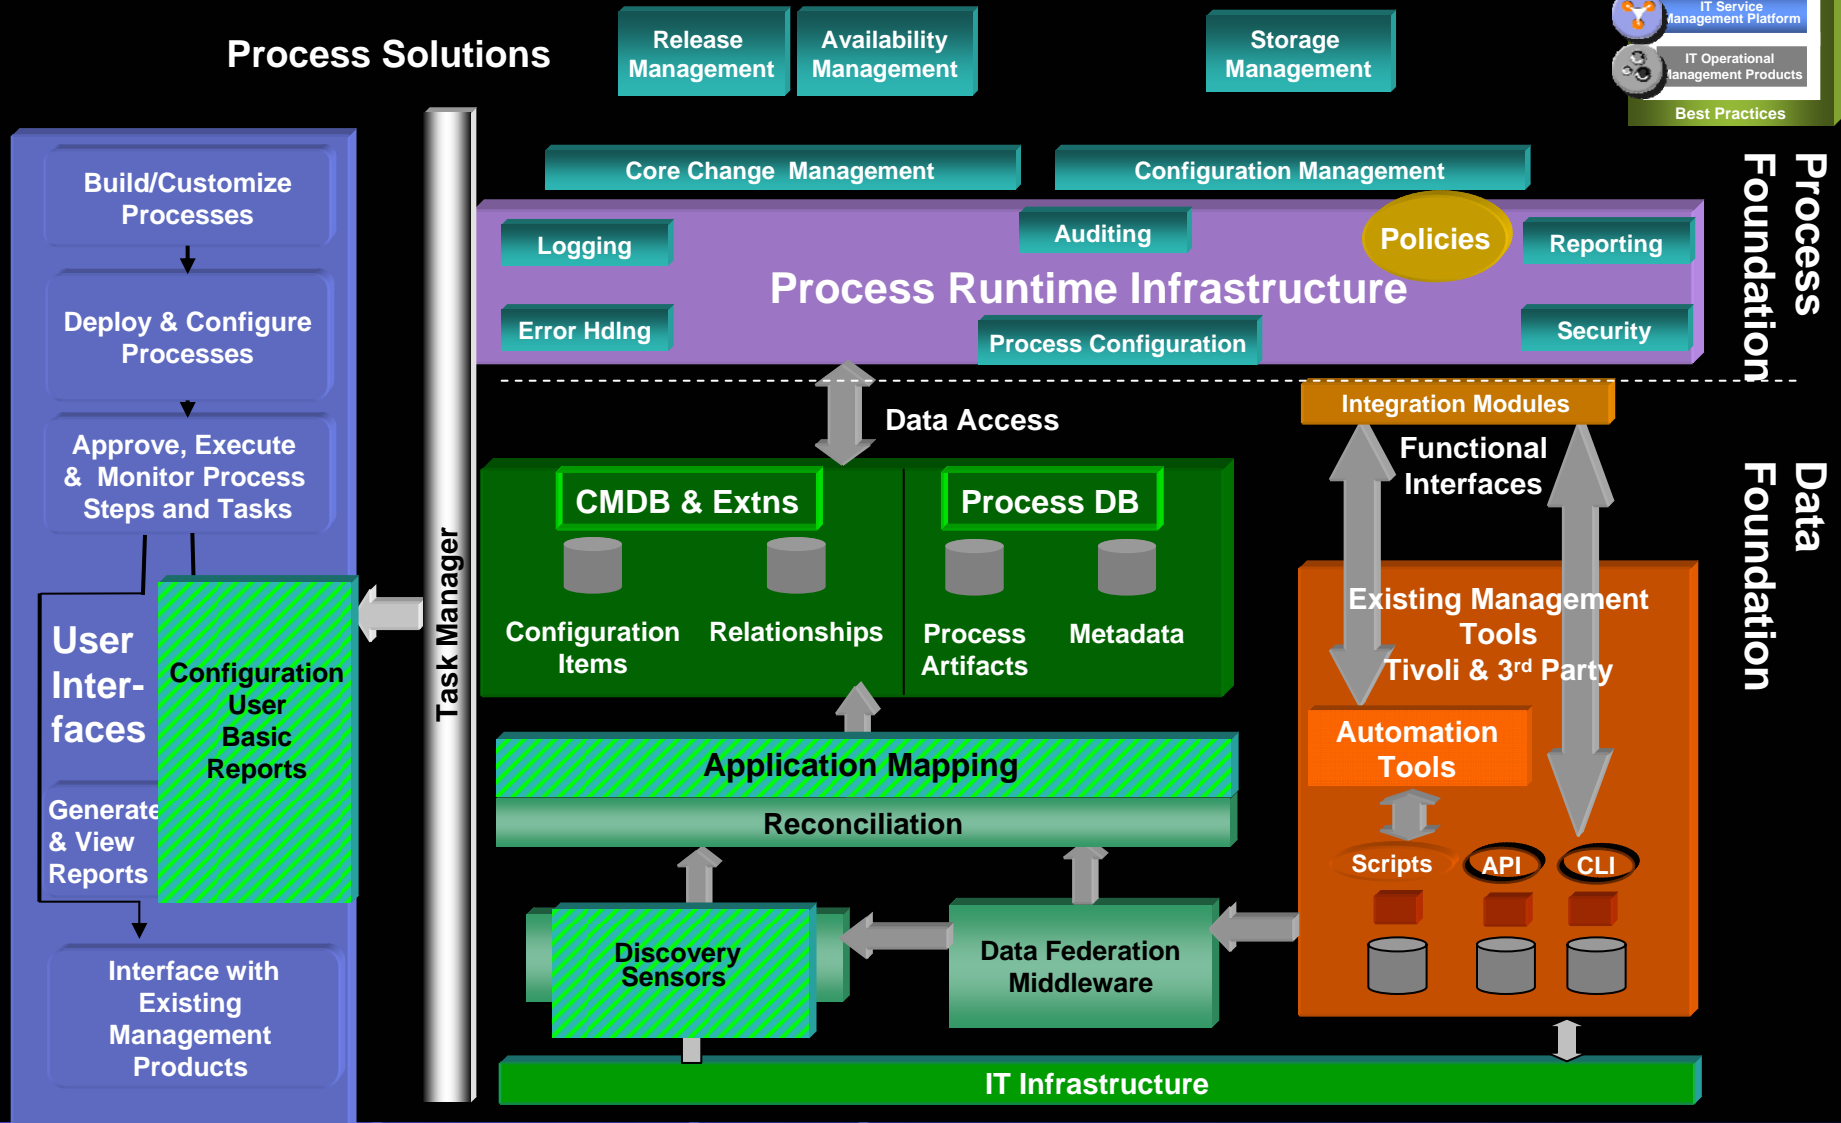 Process Solutions
Release
Management
Availability
Management
Storage
Management
IT Service
Management Platform
IT Operational
Management Products
Best Practices
Build/Customize
Processes
Deploy & Configure
Processes
Approve, Execute
& Monitor Process
Steps and Tasks
User
Inter-
faces
Configuration
User
Basic
Reports
Generate
& View
Reports
Interface with
Existing
Management
Products
Task Manager
Core Change Management
Configuration Management
Logging
Auditing
Policies
Reporting
Process Runtime Infrastructure
Error Hdlng
Process Configuration
Security
Process
Foundation
Data Access
Integration Modules
Functional
Interfaces
Data
Foundation
CMDB & Extns
Process DB
Configuration
Items
Relationships
Process
Artifacts
Metadata
Existing Management
Tools
Tivoli & 3rd Party
Automation
Tools
Application Mapping
Reconciliation
Scripts
API
CLI
Discovery
Sensors
Data Federation
Middleware
IT Infrastructure